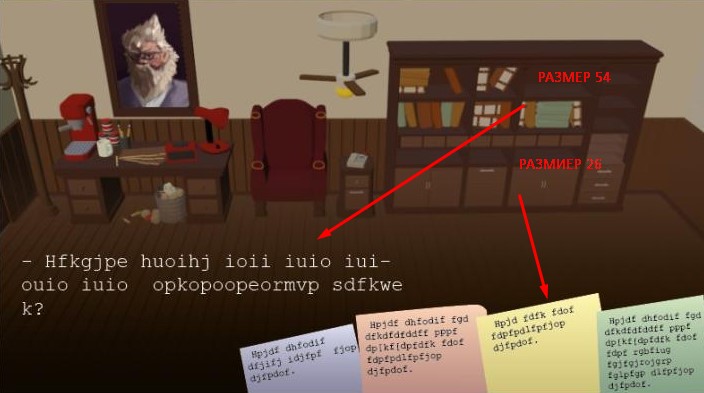 РАЗМЕР 54
РАЗМИЕР 26
- Hfkgjpe huoihj ioii iuio iui-
ouio iuio opkopoopeormvp sdfkwe
k?
Hpjdf dhfodif
dfjifj idjfpf fjop
djfpdof.
Hpjdf dhfodif fgd
dfkdfdfddff pppf
dp[kf[dpfdfk fdof
fdpfpdlfpfjop
djfpdof.
Hpjd fdfk fdof
fdpfpdlfpfjop
djfpdof.
Hpjdf dhfodif fgd
dfkdfdfddff pppf
dp[kf[dpfdfk fdof
fdpf rgbfiug
fgjfgjrojgrp
fglpfgp dlfpfjop
djfpdof.